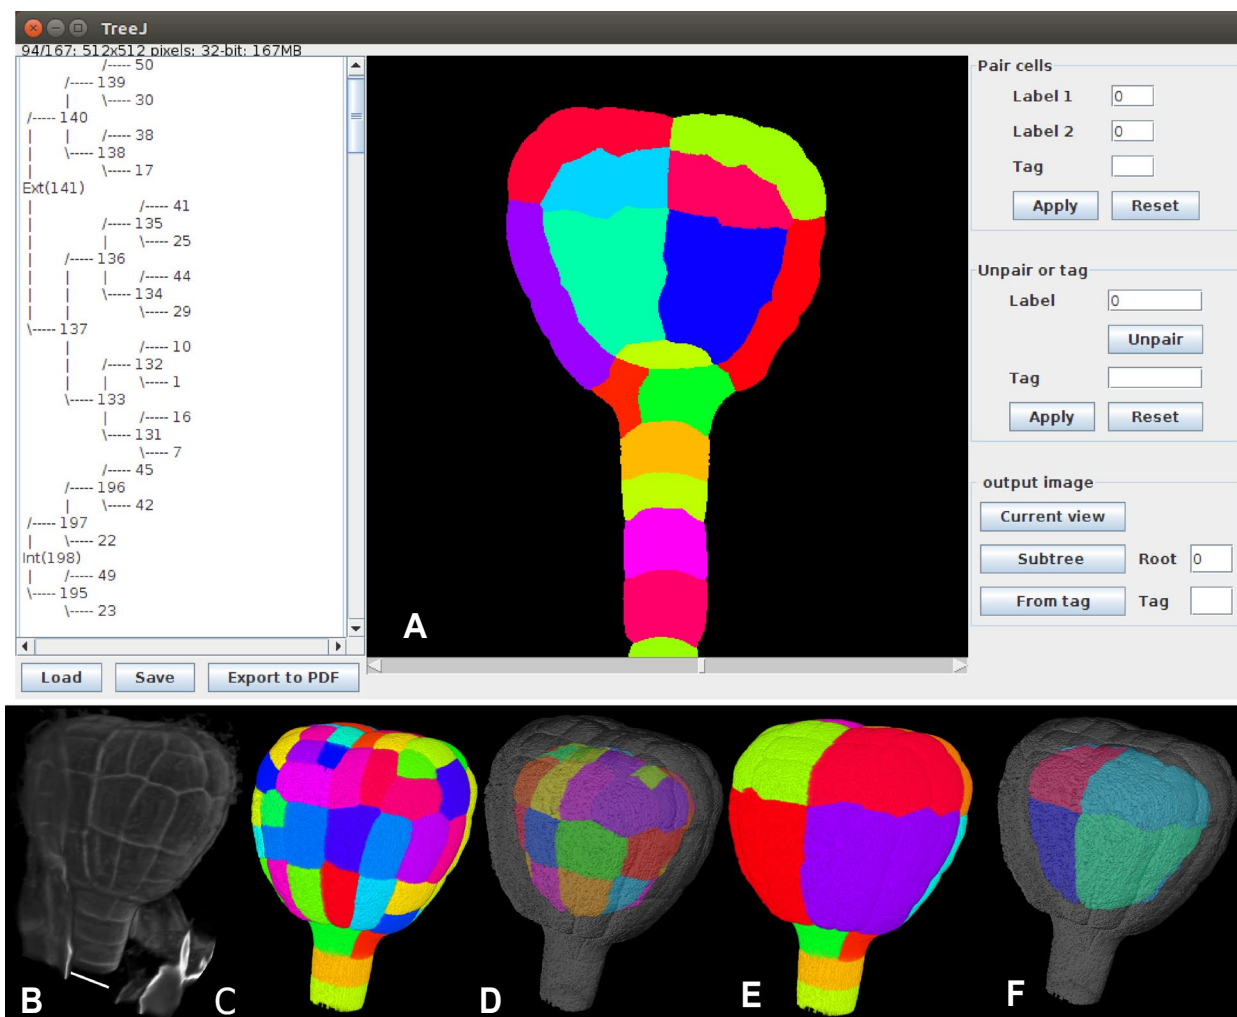 TreeJ
94/167; 512x512 pixels; 32-bit; 167MB
/----- 50
/----- 139
| \----- 30
/----- 140
| | /----- 38
| \----- 138
| \----- 17
Ext(141)
| /----- 41
| /----- 135
| | \----- 25
| /----- 136
| | | /----- 44
| | \----- 134
| | \----- 29
\----- 137
| /----- 10
| /----- 132
| | \----- 1
\----- 133
| /----- 16
\----- 131
\----- 7
/----- 45
/----- 196
| \----- 42
/----- 197
| \----- 22
Int(198)
| /----- 49
\----- 195
\----- 23
Load Save Export to PDF
A
Pair cells
Label 1 0
Label 2 0
Tag
Apply Reset
Unpair or tag
Label 0
Unpair
Tag
Apply Reset
output image
Current view
Subtree Root 0
From tag Tag
B C D E F